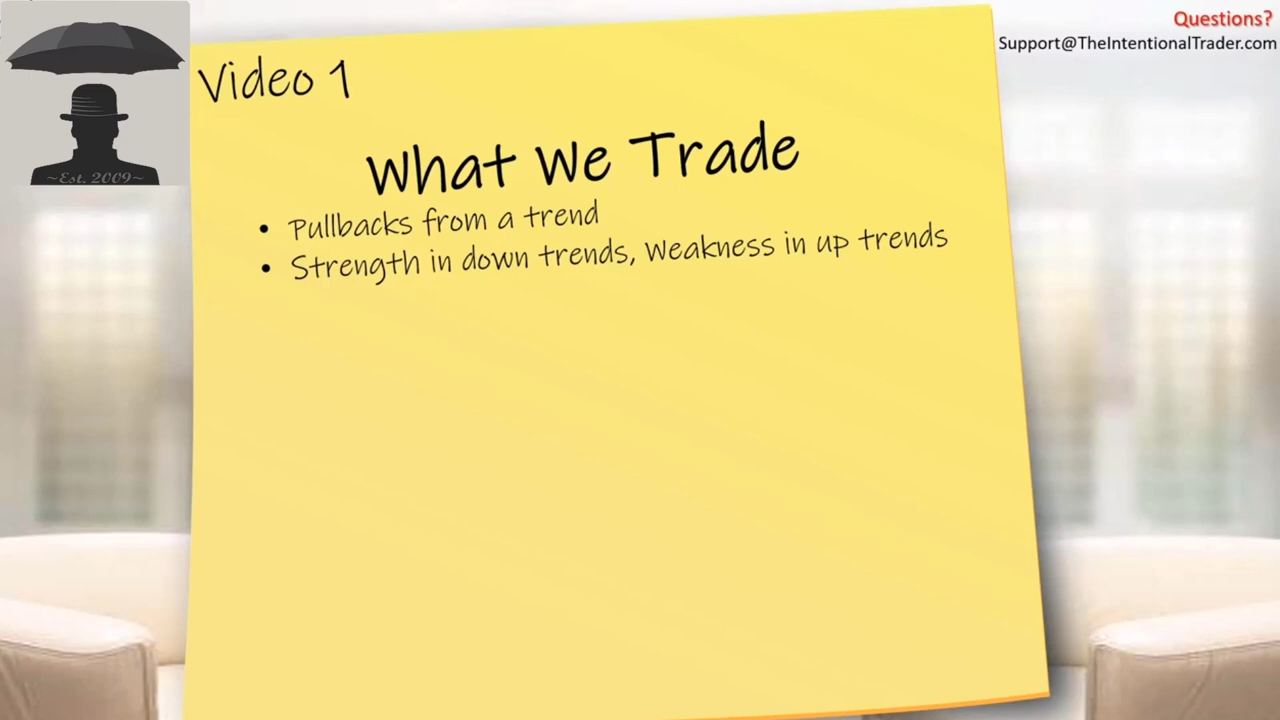 ~Est. 2009~
Questions?
Support@TheIntentionalTrader.com
Video 1
What We Trade
• Pullbacks from a trend
• Strength in down trends, Weakness in up trends